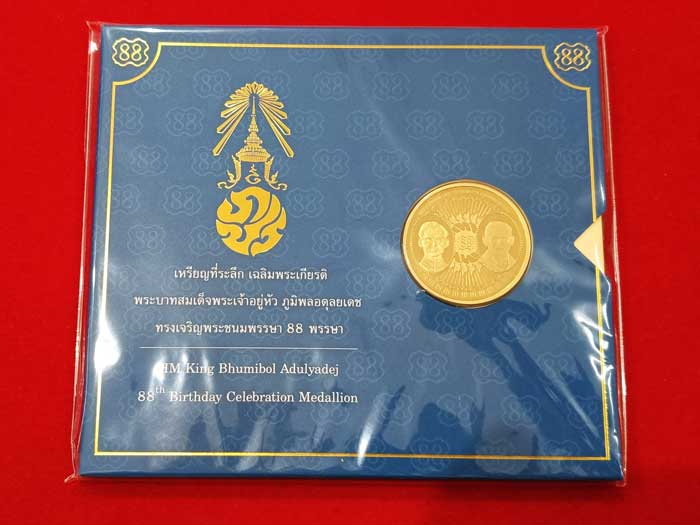 88
88
เหรียญที่ระลึก เฉลิมพระเกียรติ
พระบาทสมเด็จพระเจ้าอยู่หัว ภูมิพลอดุลยเดช
ทรงเจริญพระชนมพรรษา 88 พรรษา
HM King Bhumibol Adulyadej
88th Birthday Celebration Medallion